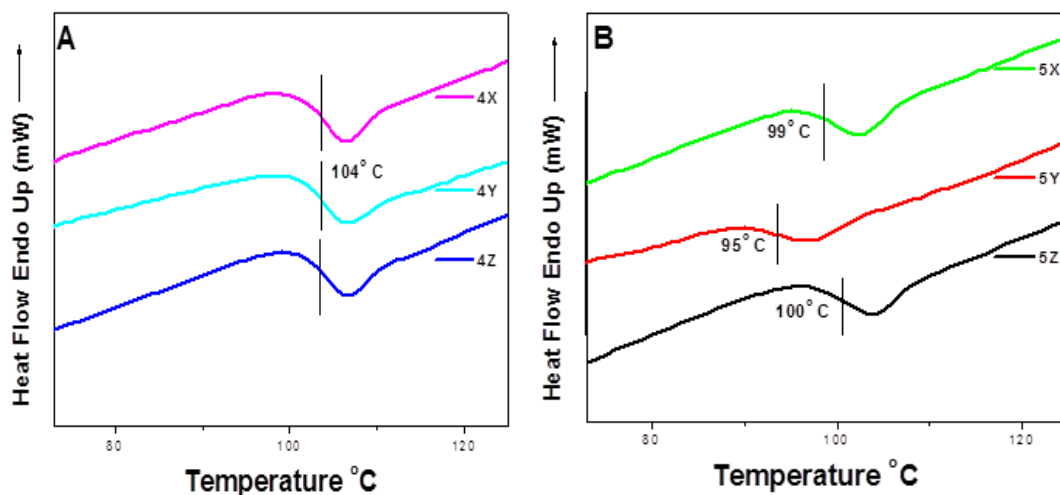 A
Heat Flow Endo Up (mW)
4X
104° C
4Y
4Z
80
100
120
Temperature °C
B
Heat Flow Endo Up (mW)
5X
99° C
5Y
95° C
5Z
100° C
80
100
120
Temperature °C